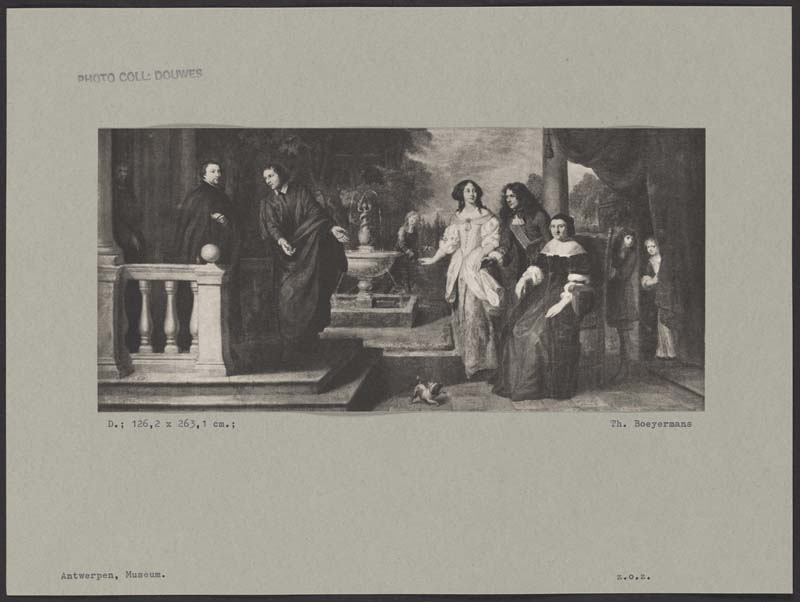 PHOTO COLL: DOUWES
D.; 126,2 x 263,1 cm.;
Th. Boeyermans
Antwerpen, Museum.
z.o.z.